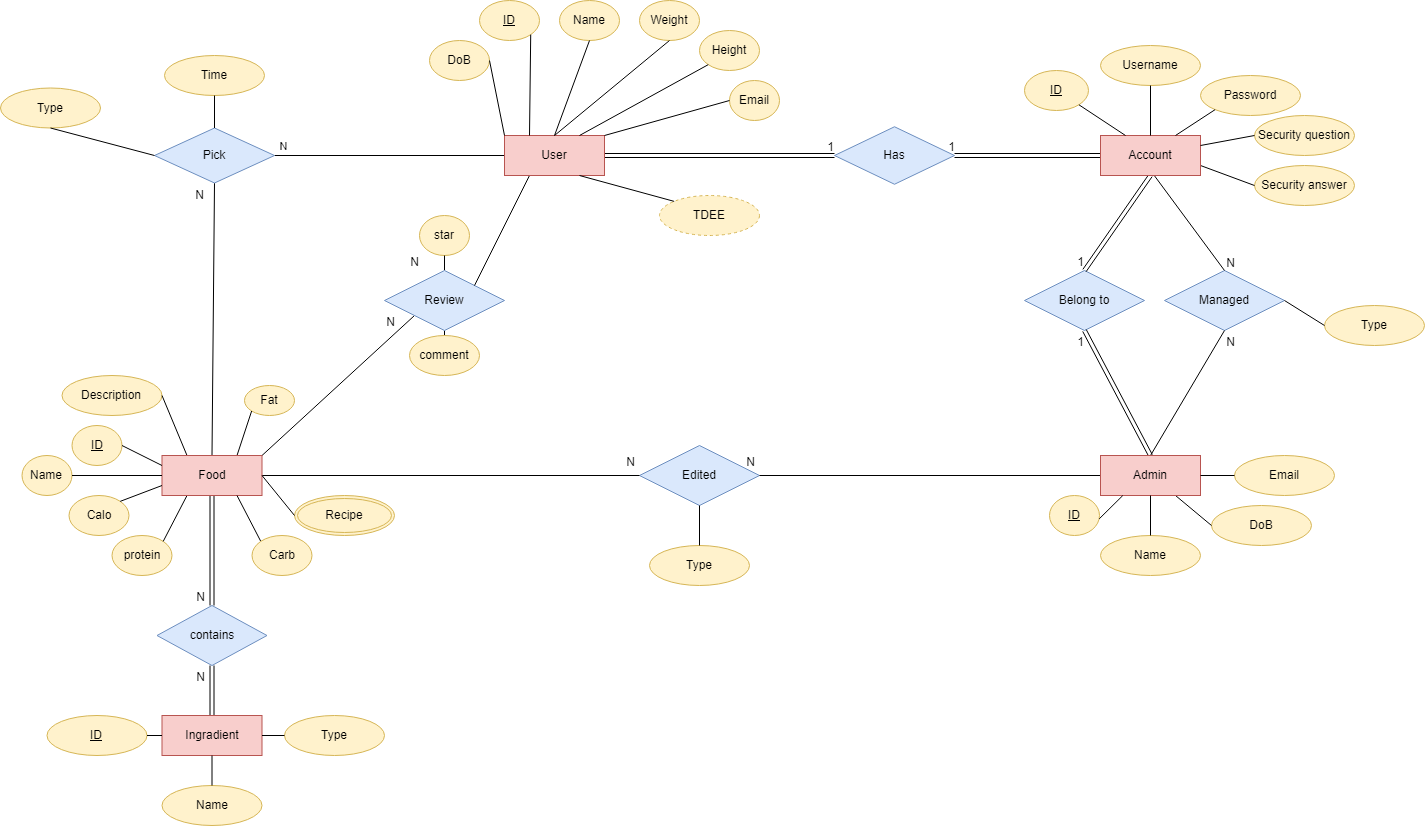 ID
Name
Weight
DoB
Height
Email
Time
Type
Pick
N
N
User
1
Has
1
Account
ID
Username
Password
Security question
Security answer
TDEE
star
N
Review
N
comment
1
Belong to
1
N
Managed
N
Type
Description
Fat
ID
Name
Food
Calo
Recipe
protein
Carb
N
Edited
N
Type
Admin
Email
ID
DoB
Name
N
contains
N
ID
Ingradient
Type
Name